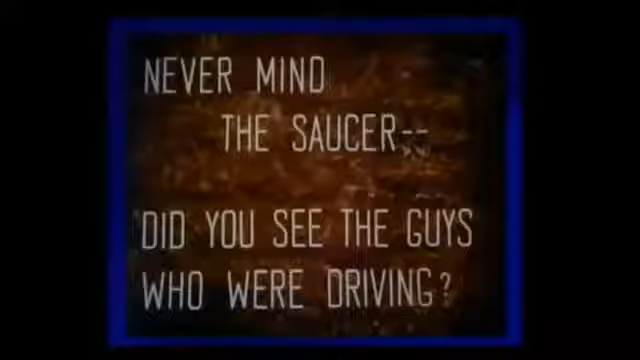 NEVER MIND
THE SAUCER--
DID YOU SEE THE GUYS
WHO WERE DRIVING?